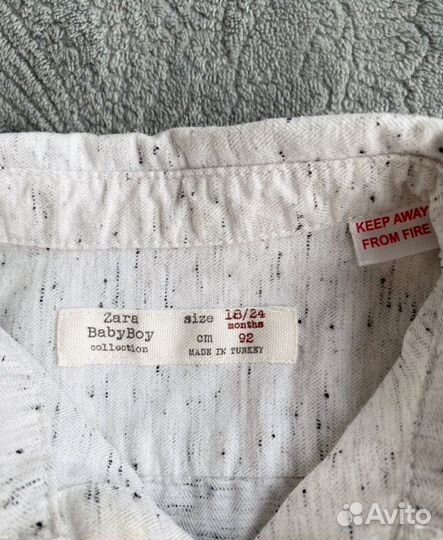 KEEP AWAY
FROM FIRE
Zara
BabyBoy
collection
size 18/24
months
cm 92
MADE IN TURKEY
Avito